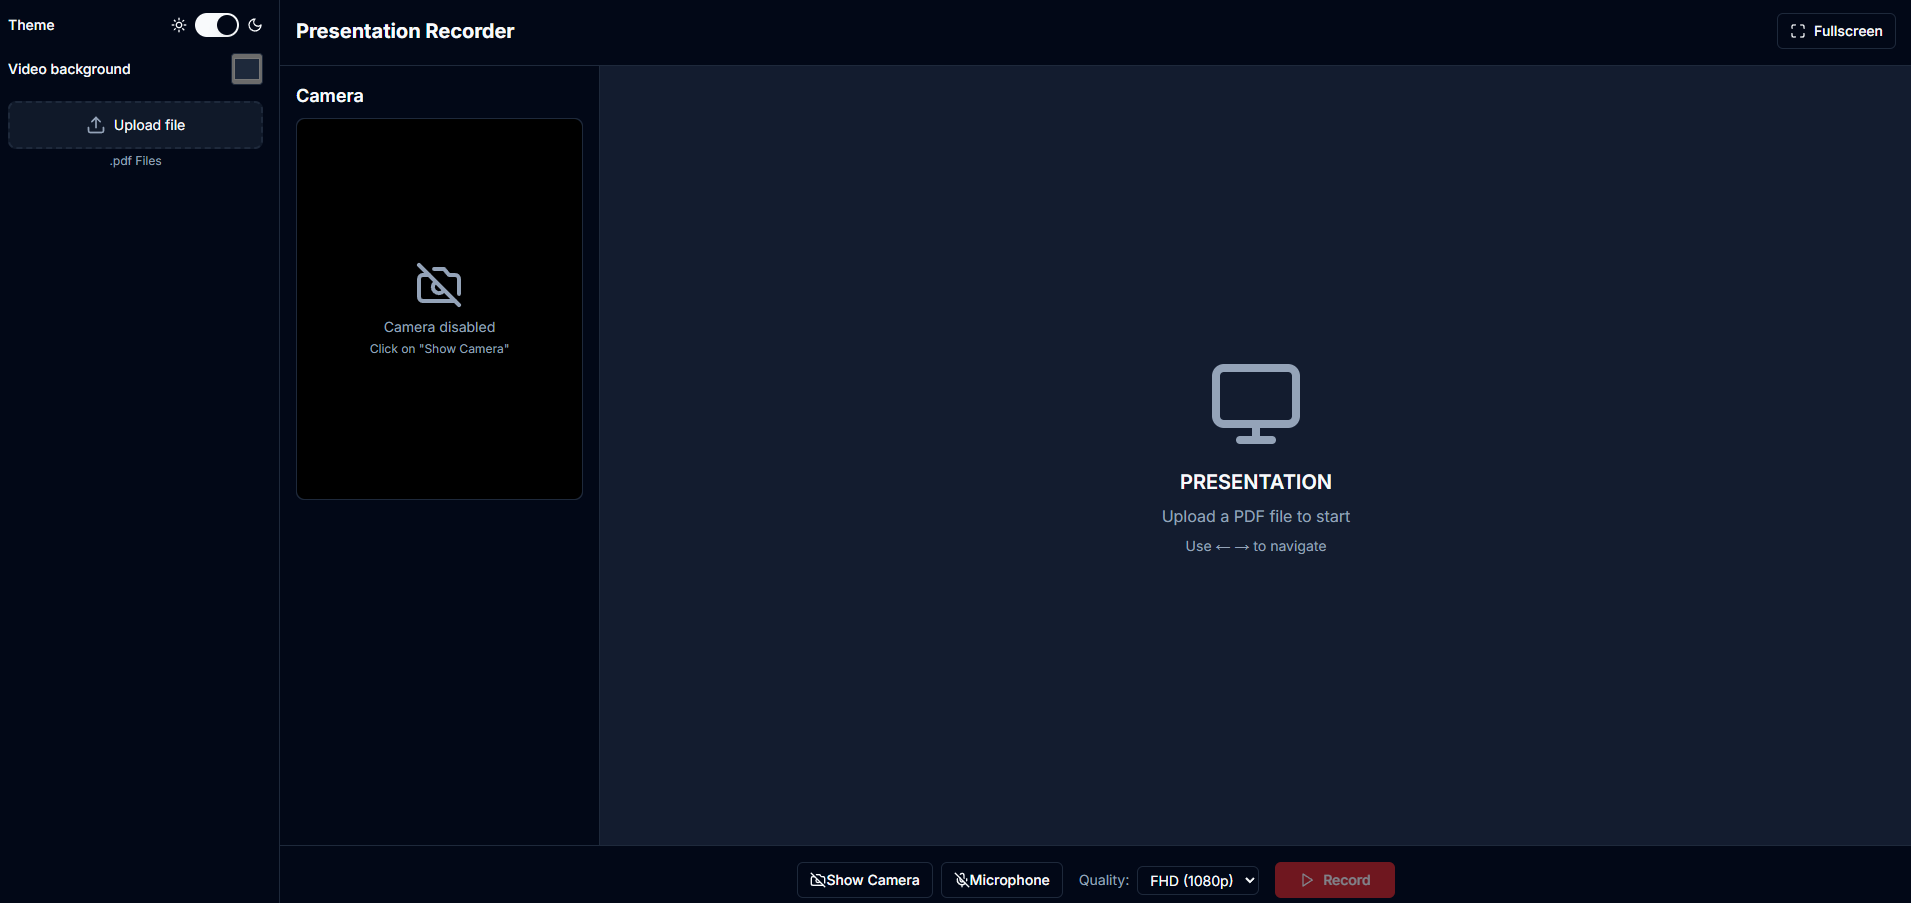 Theme
Video background
Upload file
.pdf Files
Presentation Recorder
Fullscreen
Camera
Camera disabled
Click on "Show Camera"
PRESENTATION
Upload a PDF file to start
Use ← → to navigate
Show Camera
Microphone
Quality:
FHD (1080p)
Record